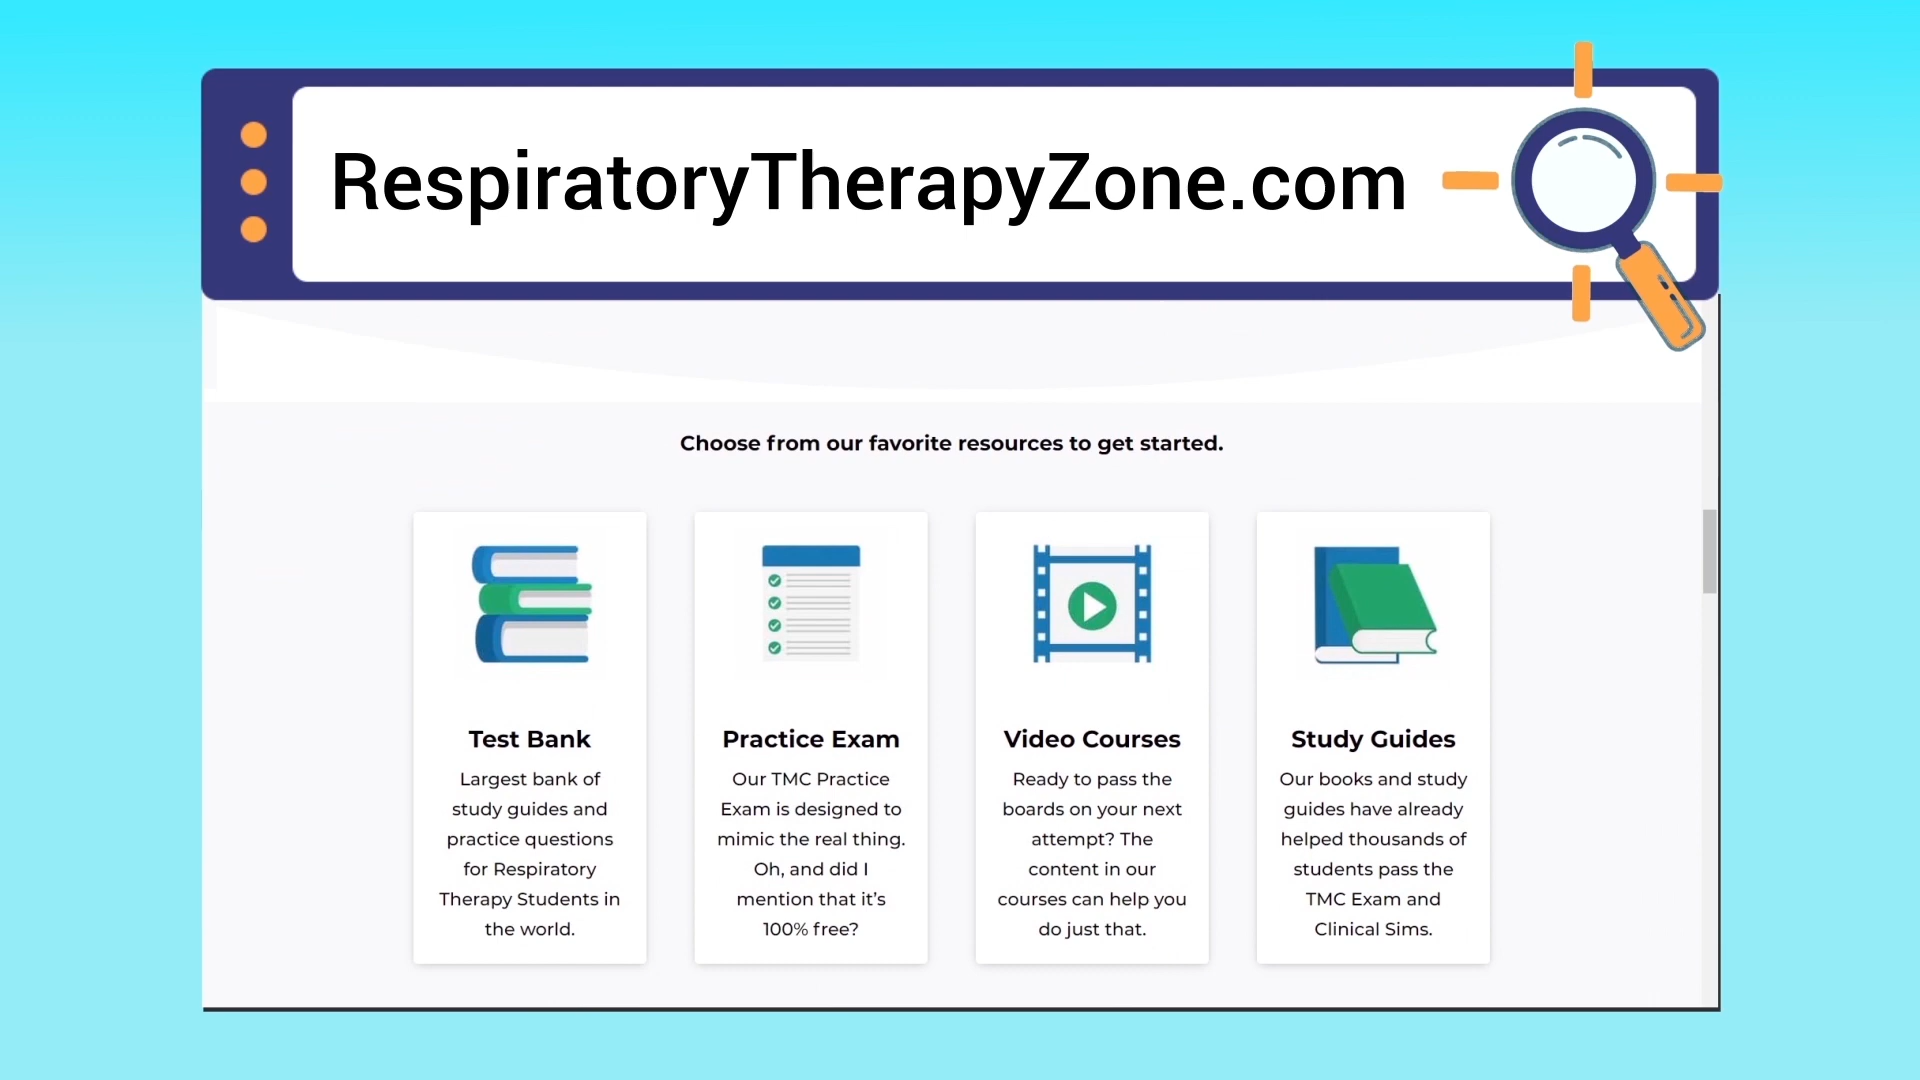 RespiratoryTherapyZone.com
Choose from our favorite resources to get started.
Test Bank
Largest bank of
study guides and
practice questions
for Respiratory
Therapy Students in
the world.
Practice Exam
Our TMC Practice
Exam is designed to
mimic the real thing.
Oh, and did I
mention that it’s
100% free?
Video Courses
Ready to pass the
boards on your next
attempt? The
content in our
courses can help you
do just that.
Study Guides
Our books and study
guides have already
helped thousands of
students pass the
TMC Exam and
Clinical Sims.